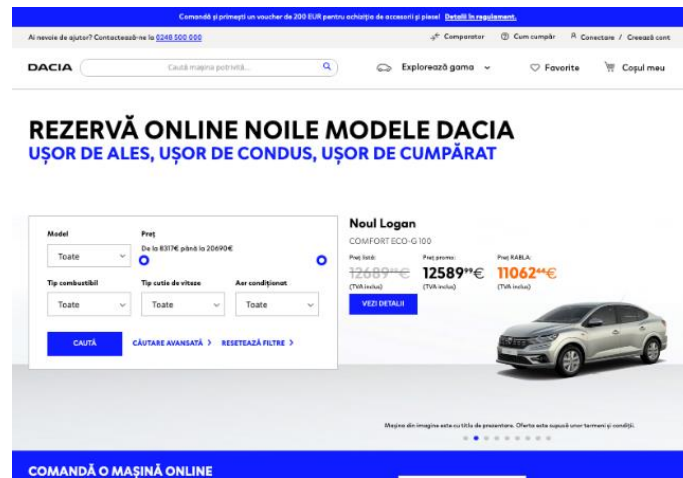 Comandă și primești un voucher de 200 EUR pentru achiziția de accesorii și piese! Detalii în regulament.
Ai nevoie de ajutor? Contactează-ne la 0248 500 000
Comparator
Cum cumpăr
Conectare / Creează cont
DACIA
Caută mașina potrivită...
Explorează gama
Favorite
Coșul meu
REZERVĂ ONLINE NOILE MODELE DACIA
UȘOR DE ALES, UȘOR DE CONDUS, UȘOR DE CUMPĂRAT
Model
Preț
Toate
De la 8317€ până la 20690€
Tip combustibil
Tip cutie de viteze
Aer condiționat
Toate
Toate
Toate
CAUTĂ
CĂUTARE AVANSATĂ
RESETEAZĂ FILTRE
Noul Logan
COMFORT ECO-G 100
Preț listă:
Preț promo:
Preț RABLA:
12689⁹⁹€
12589⁹⁹€
11062⁴⁴€
(TVA inclus)
(TVA inclus)
(TVA inclus)
VEZI DETALII
Mașina din imagine este cu titlu de prezentare. Oferta este supusă unor termeni și condiții.
COMANDĂ O MAȘINĂ ONLINE